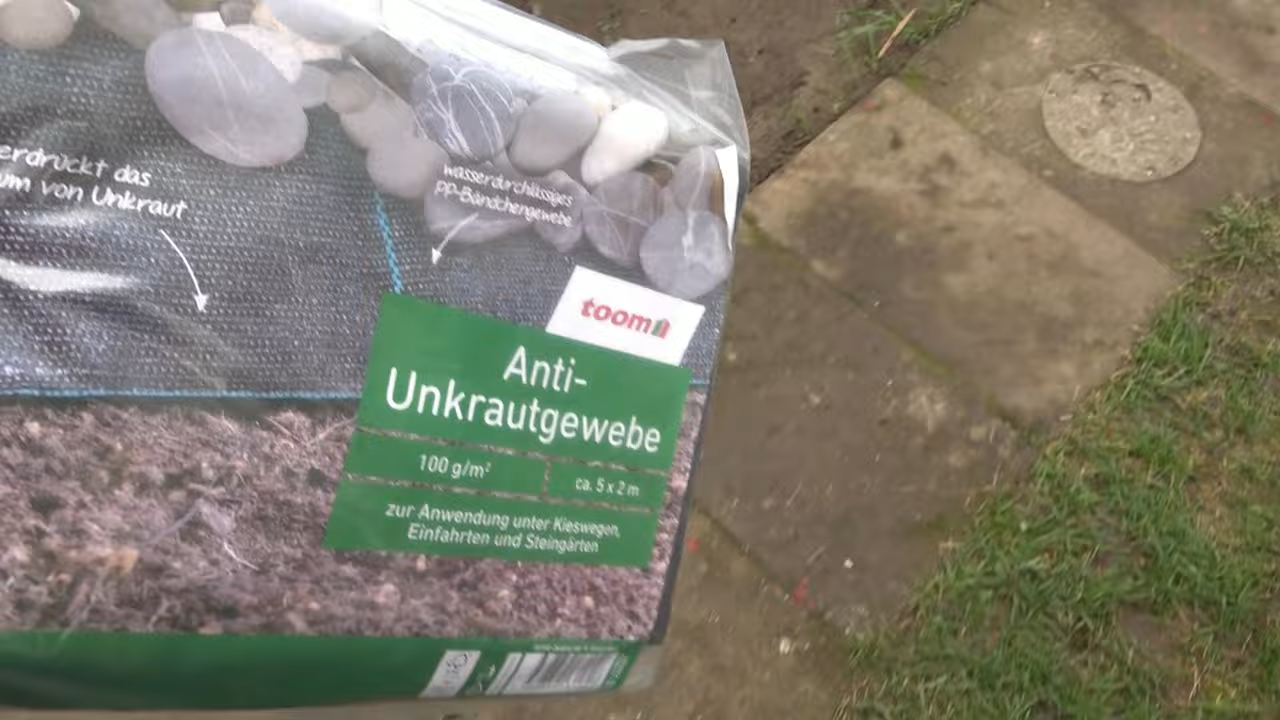 erdrückt das
um von Unkraut
wasserdurchlässiges
PP-Bändchengewebe
toom
Anti-
Unkrautgewebe
100 g/m²
ca. 5 x 2 m
zur Anwendung unter Kieswegen,
Einfahrten und Steingärten